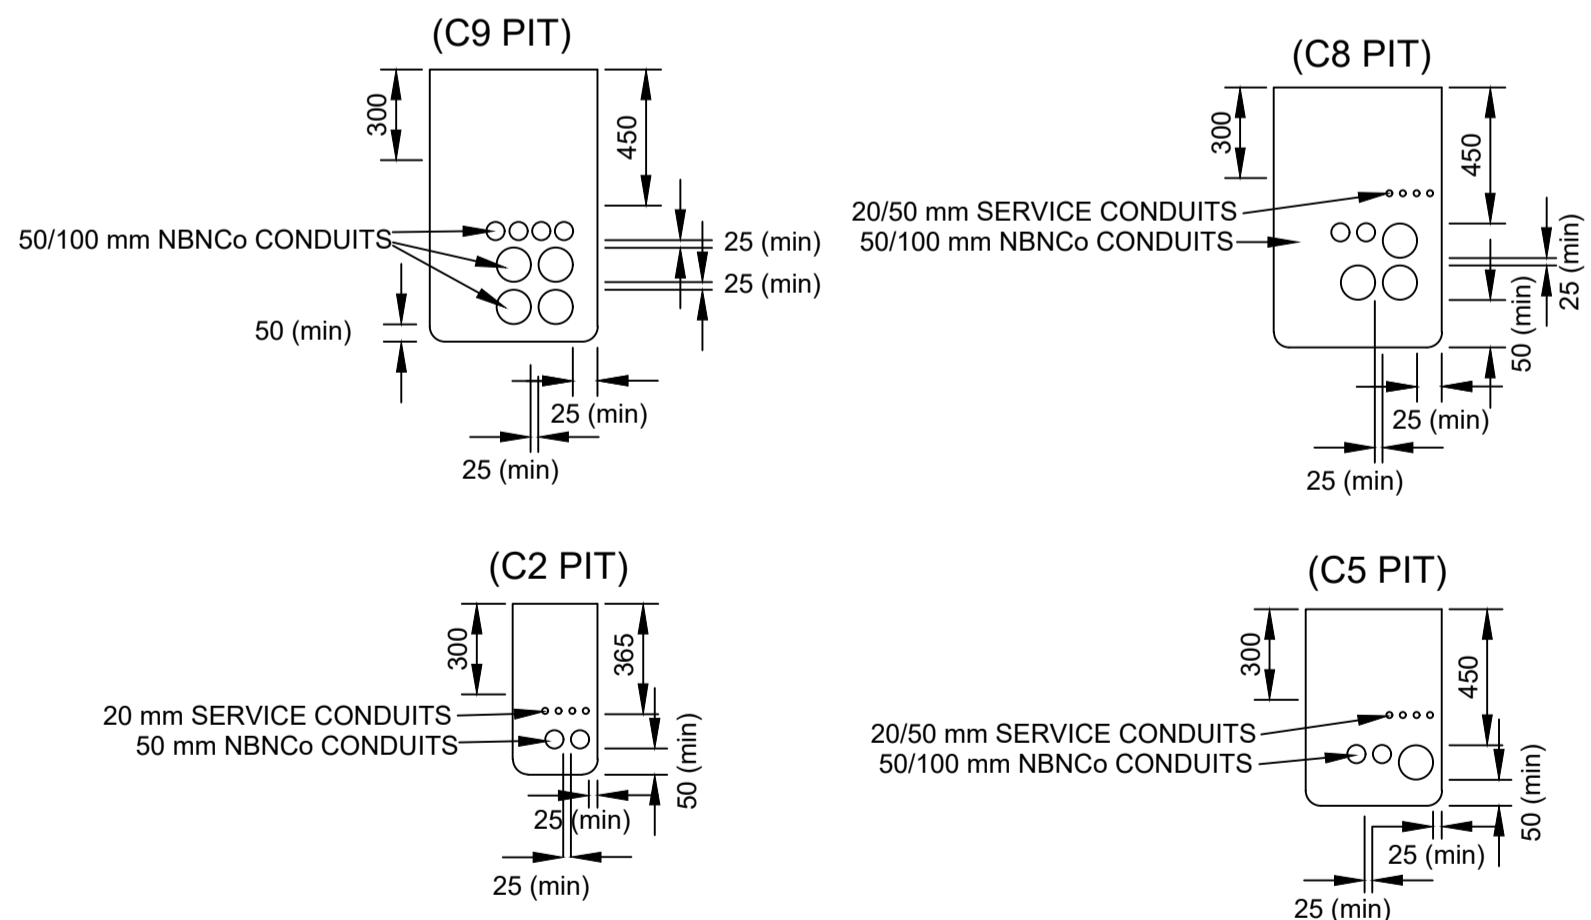 (C9 PIT)
300
450
50/100 mm NBNCo CONDUITS
25 (min)
25 (min)
50 (min)
25 (min)
25 (min)
(C8 PIT)
300
450
20/50 mm SERVICE CONDUITS
50/100 mm NBNCo CONDUITS
25 (min)
50 (min)
25 (min)
25 (min)
(C2 PIT)
300
365
20 mm SERVICE CONDUITS
50 mm NBNCo CONDUITS
50 (min)
25 (min)
25 (min)
(C5 PIT)
300
450
20/50 mm SERVICE CONDUITS
50/100 mm NBNCo CONDUITS
50 (min)
25 (min)
25 (min)